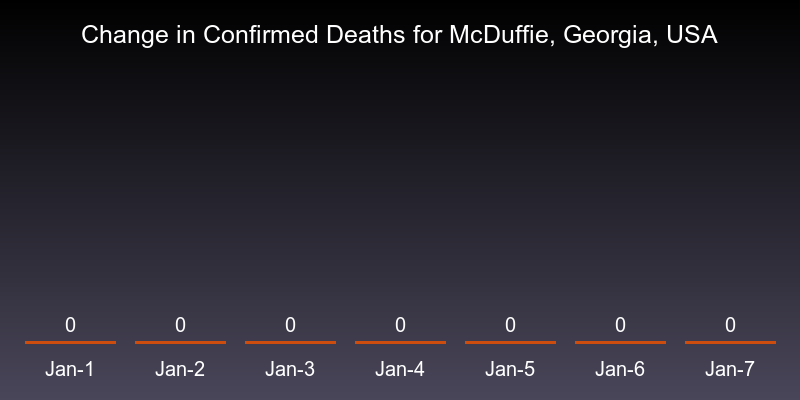 Change in Confirmed Deaths for McDuffie, Georgia, USA
0 0 0 0 0 0 0
Jan-1 Jan-2 Jan-3 Jan-4 Jan-5 Jan-6 Jan-7